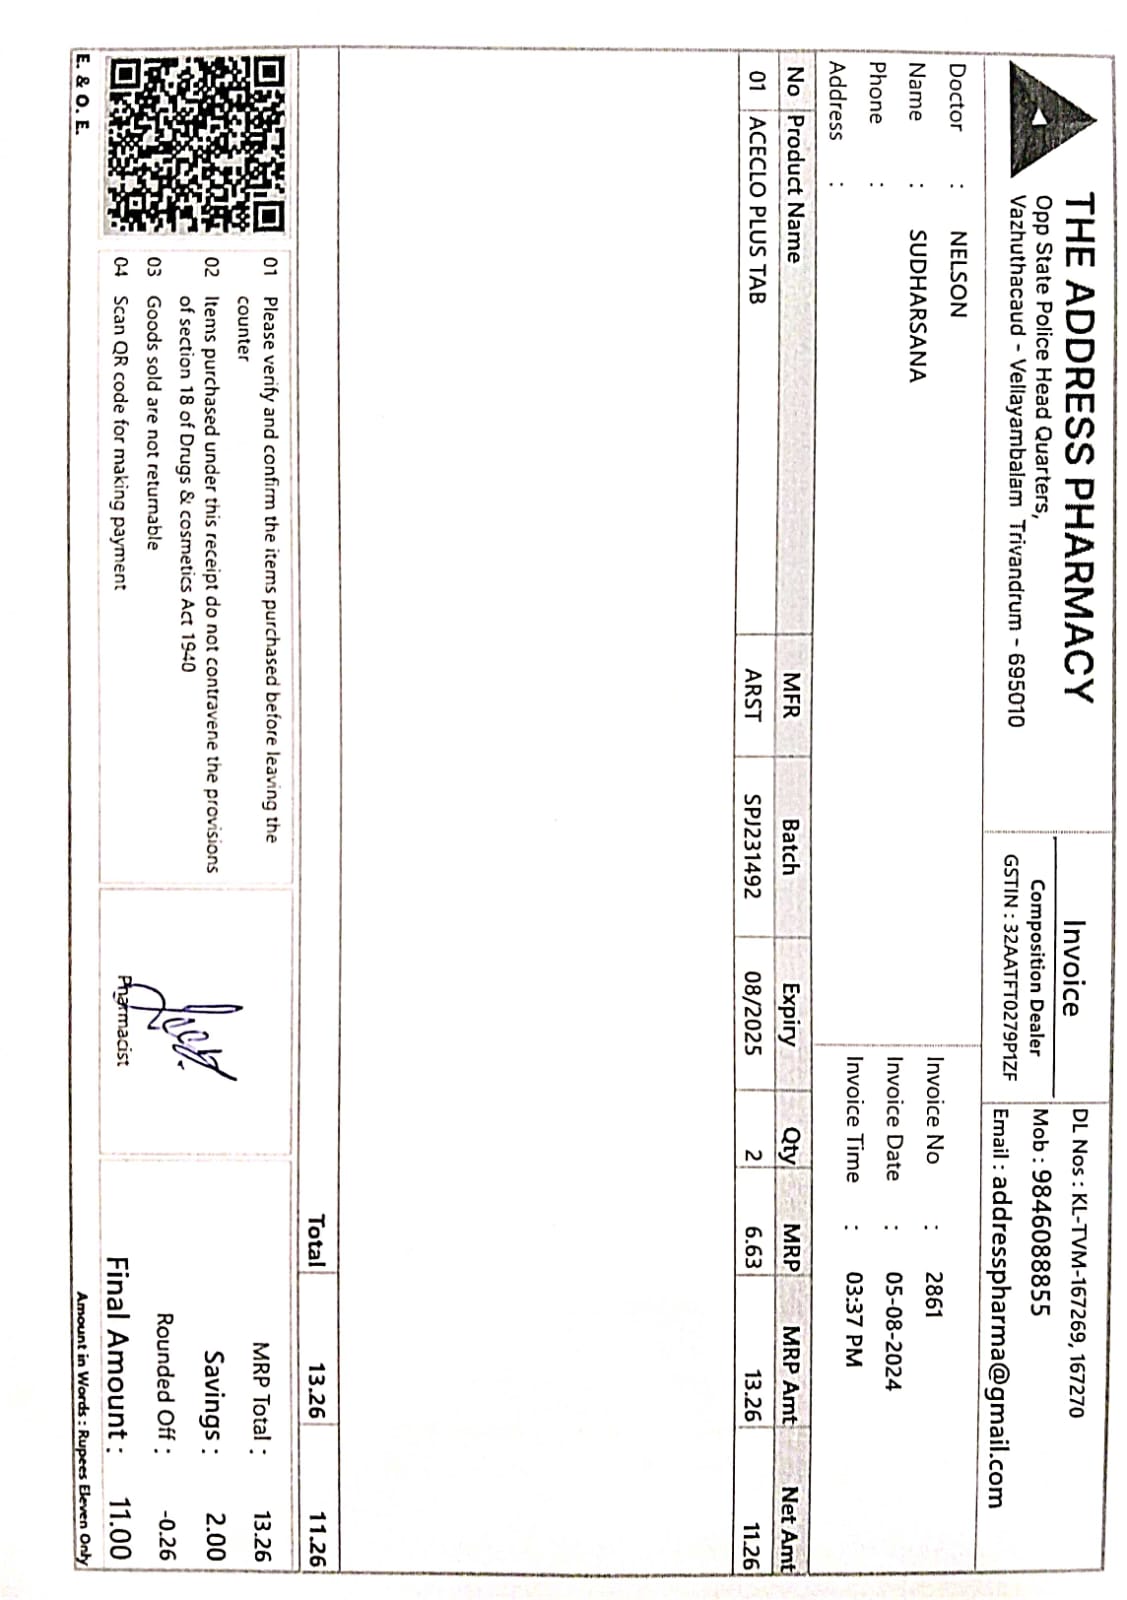 THE ADDRESS PHARMACY
Opp State Police Head Quarters,
Vazhuthacaud - Vellayambalam Trivandrum - 695010
Invoice
Composition Dealer
GSTIN : 32AATFT0279P1ZF
DL Nos : KL-TVM-167269, 167270
Mob : 9846088855
Email : addresspharma@gmail.com
Doctor : NELSON
Name : SUDHARSANA
Phone :
Address :
Invoice No : 2861
Invoice Date : 05-08-2024
Invoice Time : 03:37 PM
No Product Name MFR Batch Expiry Qty MRP MRP Amt Net Amt
01 ACECLO PLUS TAB ARST SPJ231492 08/2025 2 6.63 13.26 11.26
Total 13.26 11.26
01 Please verify and confirm the items purchased before leaving the
counter
02 Items purchased under this receipt do not contravene the provisions
of section 18 of Drugs & cosmetics Act 1940
03 Goods sold are not returnable
04 Scan QR code for making payment
Pharmacist
MRP Total : 13.26
Savings : 2.00
Rounded Off : -0.26
Final Amount : 11.00
E. & O. E.
Amount in Words : Rupees Eleven Only